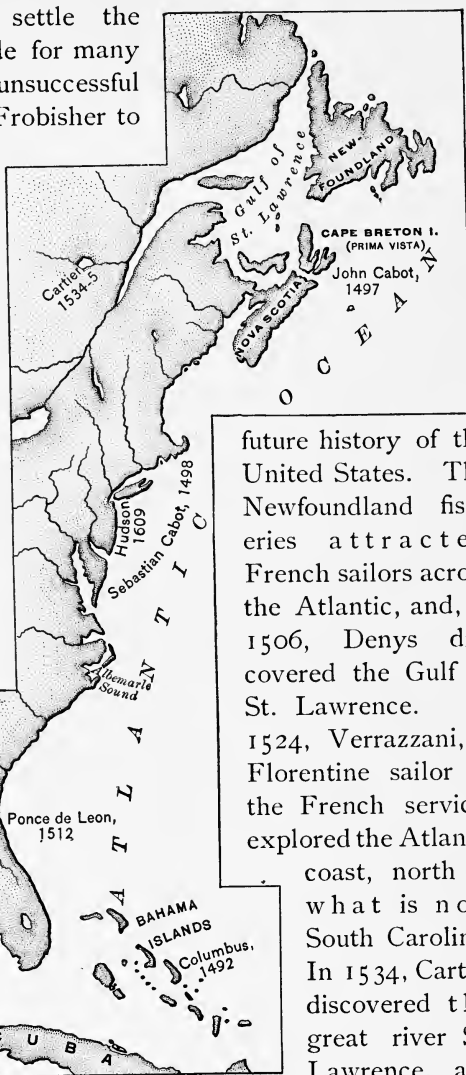 settle the
for many
unsuccessful
Frobisher to
NEW-
FOUNDLAND
Gulf of
St. Lawrence
CAPE BRETON I.
(PRIMA VISTA)
John Cabot,
1497
NOVA SCOTIA
Cartier
1534-5
ATLANTIC OCEAN
Hudson
1609
Sebastian Cabot, 1498
Albemarle
Sound
Ponce de Leon,
1512
BAHAMA
ISLANDS
Columbus,
1492
UBA
future history of th
United States. Th
Newfoundland fis
eries attracte
French sailors acro
the Atlantic, and,
1506, Denys d
covered the Gulf
St. Lawrence.
1524, Verrazzani,
Florentine sailor
the French servic
explored the Atlan
coast, north
what is no
South Carolin
In 1534, Cart
discovered th
great river S
Lawrence a